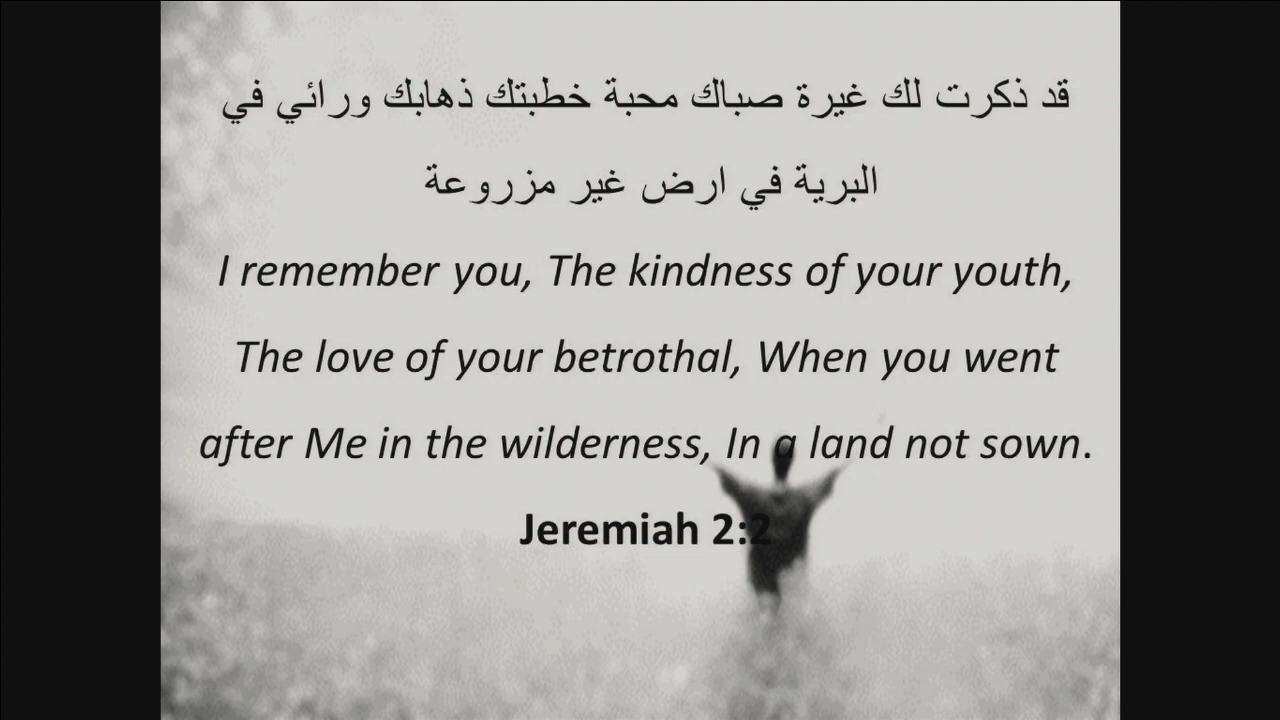 قد ذكرت لك غيرة صباك محبة خطبتك ذهابك ورائي في
البرية في ارض غير مزروعة
I remember you, The kindness of your youth,
The love of your betrothal, When you went
after Me in the wilderness, In a land not sown.
Jeremiah 2:2